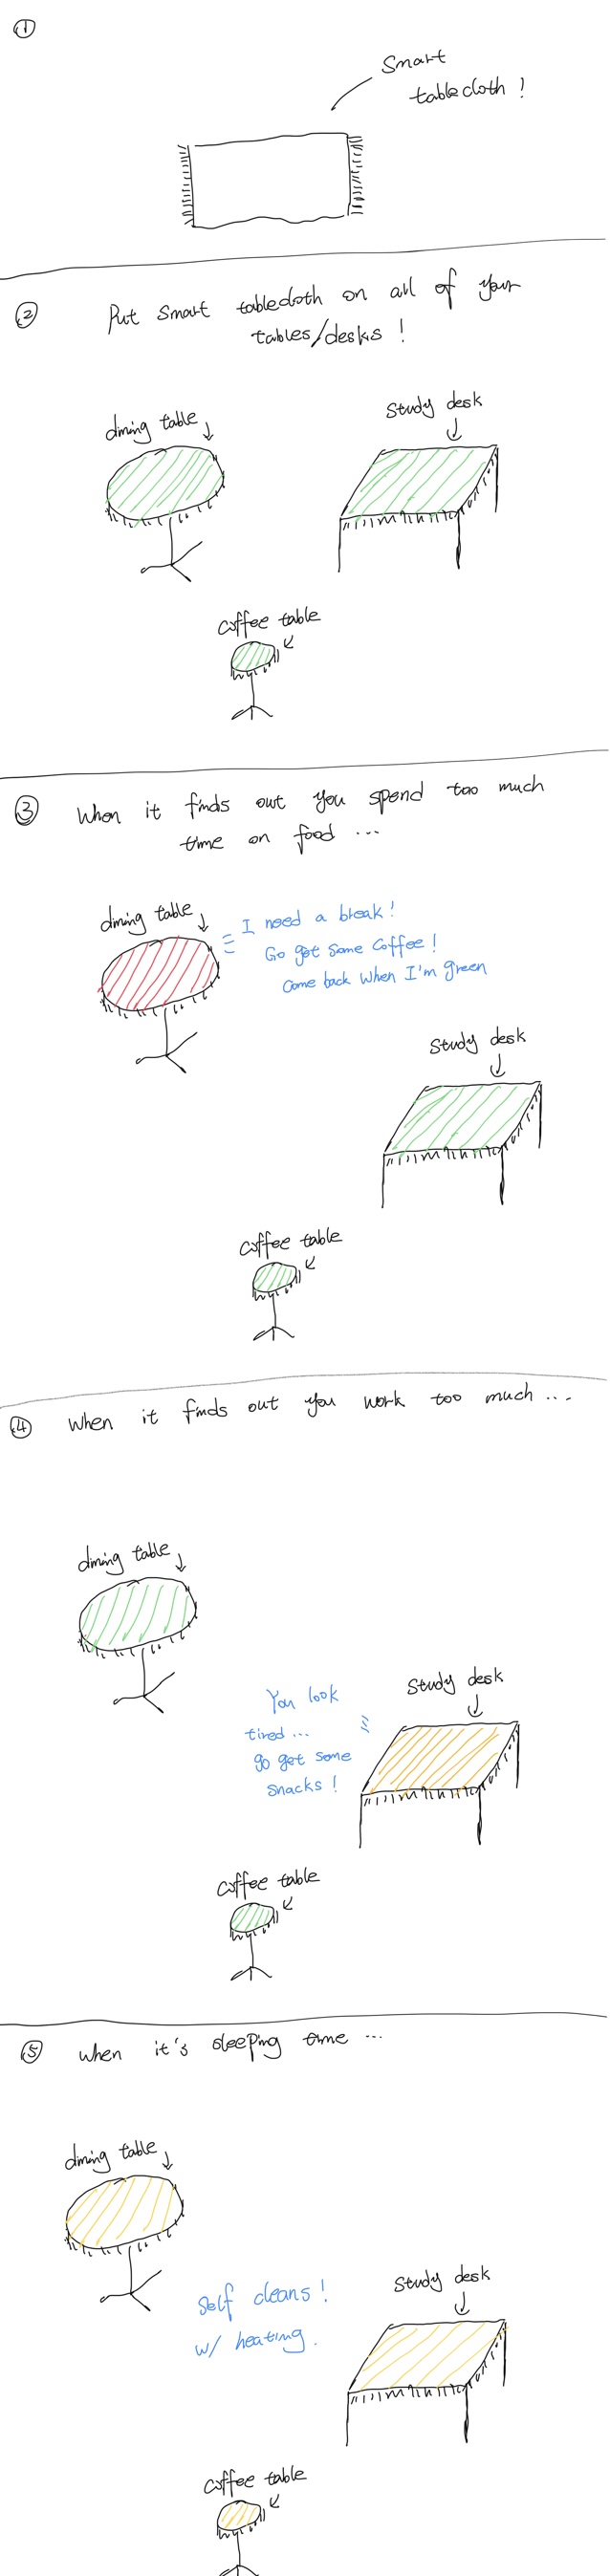 ①
Smart
tablecloth !
② Put smart tablecloth on all of your
tables/desks !
dining table
study desk
coffee table
③ When it finds out you spend too much
time on food ...
dining table
I need a break!
Go get some coffee !
Come back when I'm green
study desk
coffee table
④ When it finds out you work too much ...
dining table
study desk
You look
tired ...
go get some
snacks !
coffee table
⑤ when it's sleeping time ...
dining table
study desk
Self cleans !
w/ heating.
coffee table